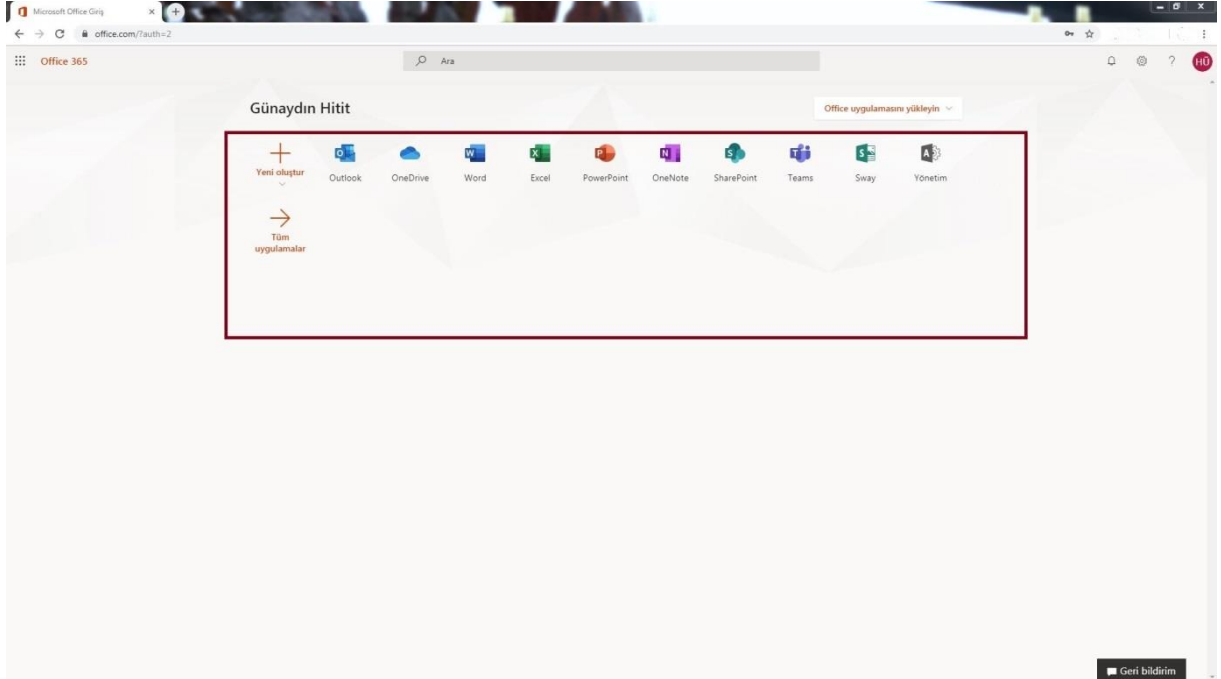 Microsoft Office Giriş
office.com/?auth=2
Office 365
Ara
HÜ
Günaydın Hitit
Office uygulamasını yükleyin
Yeni oluştur
Outlook
OneDrive
Word
Excel
PowerPoint
OneNote
SharePoint
Teams
Sway
Yönetim
Tüm
uygulamalar
Geri bildirim